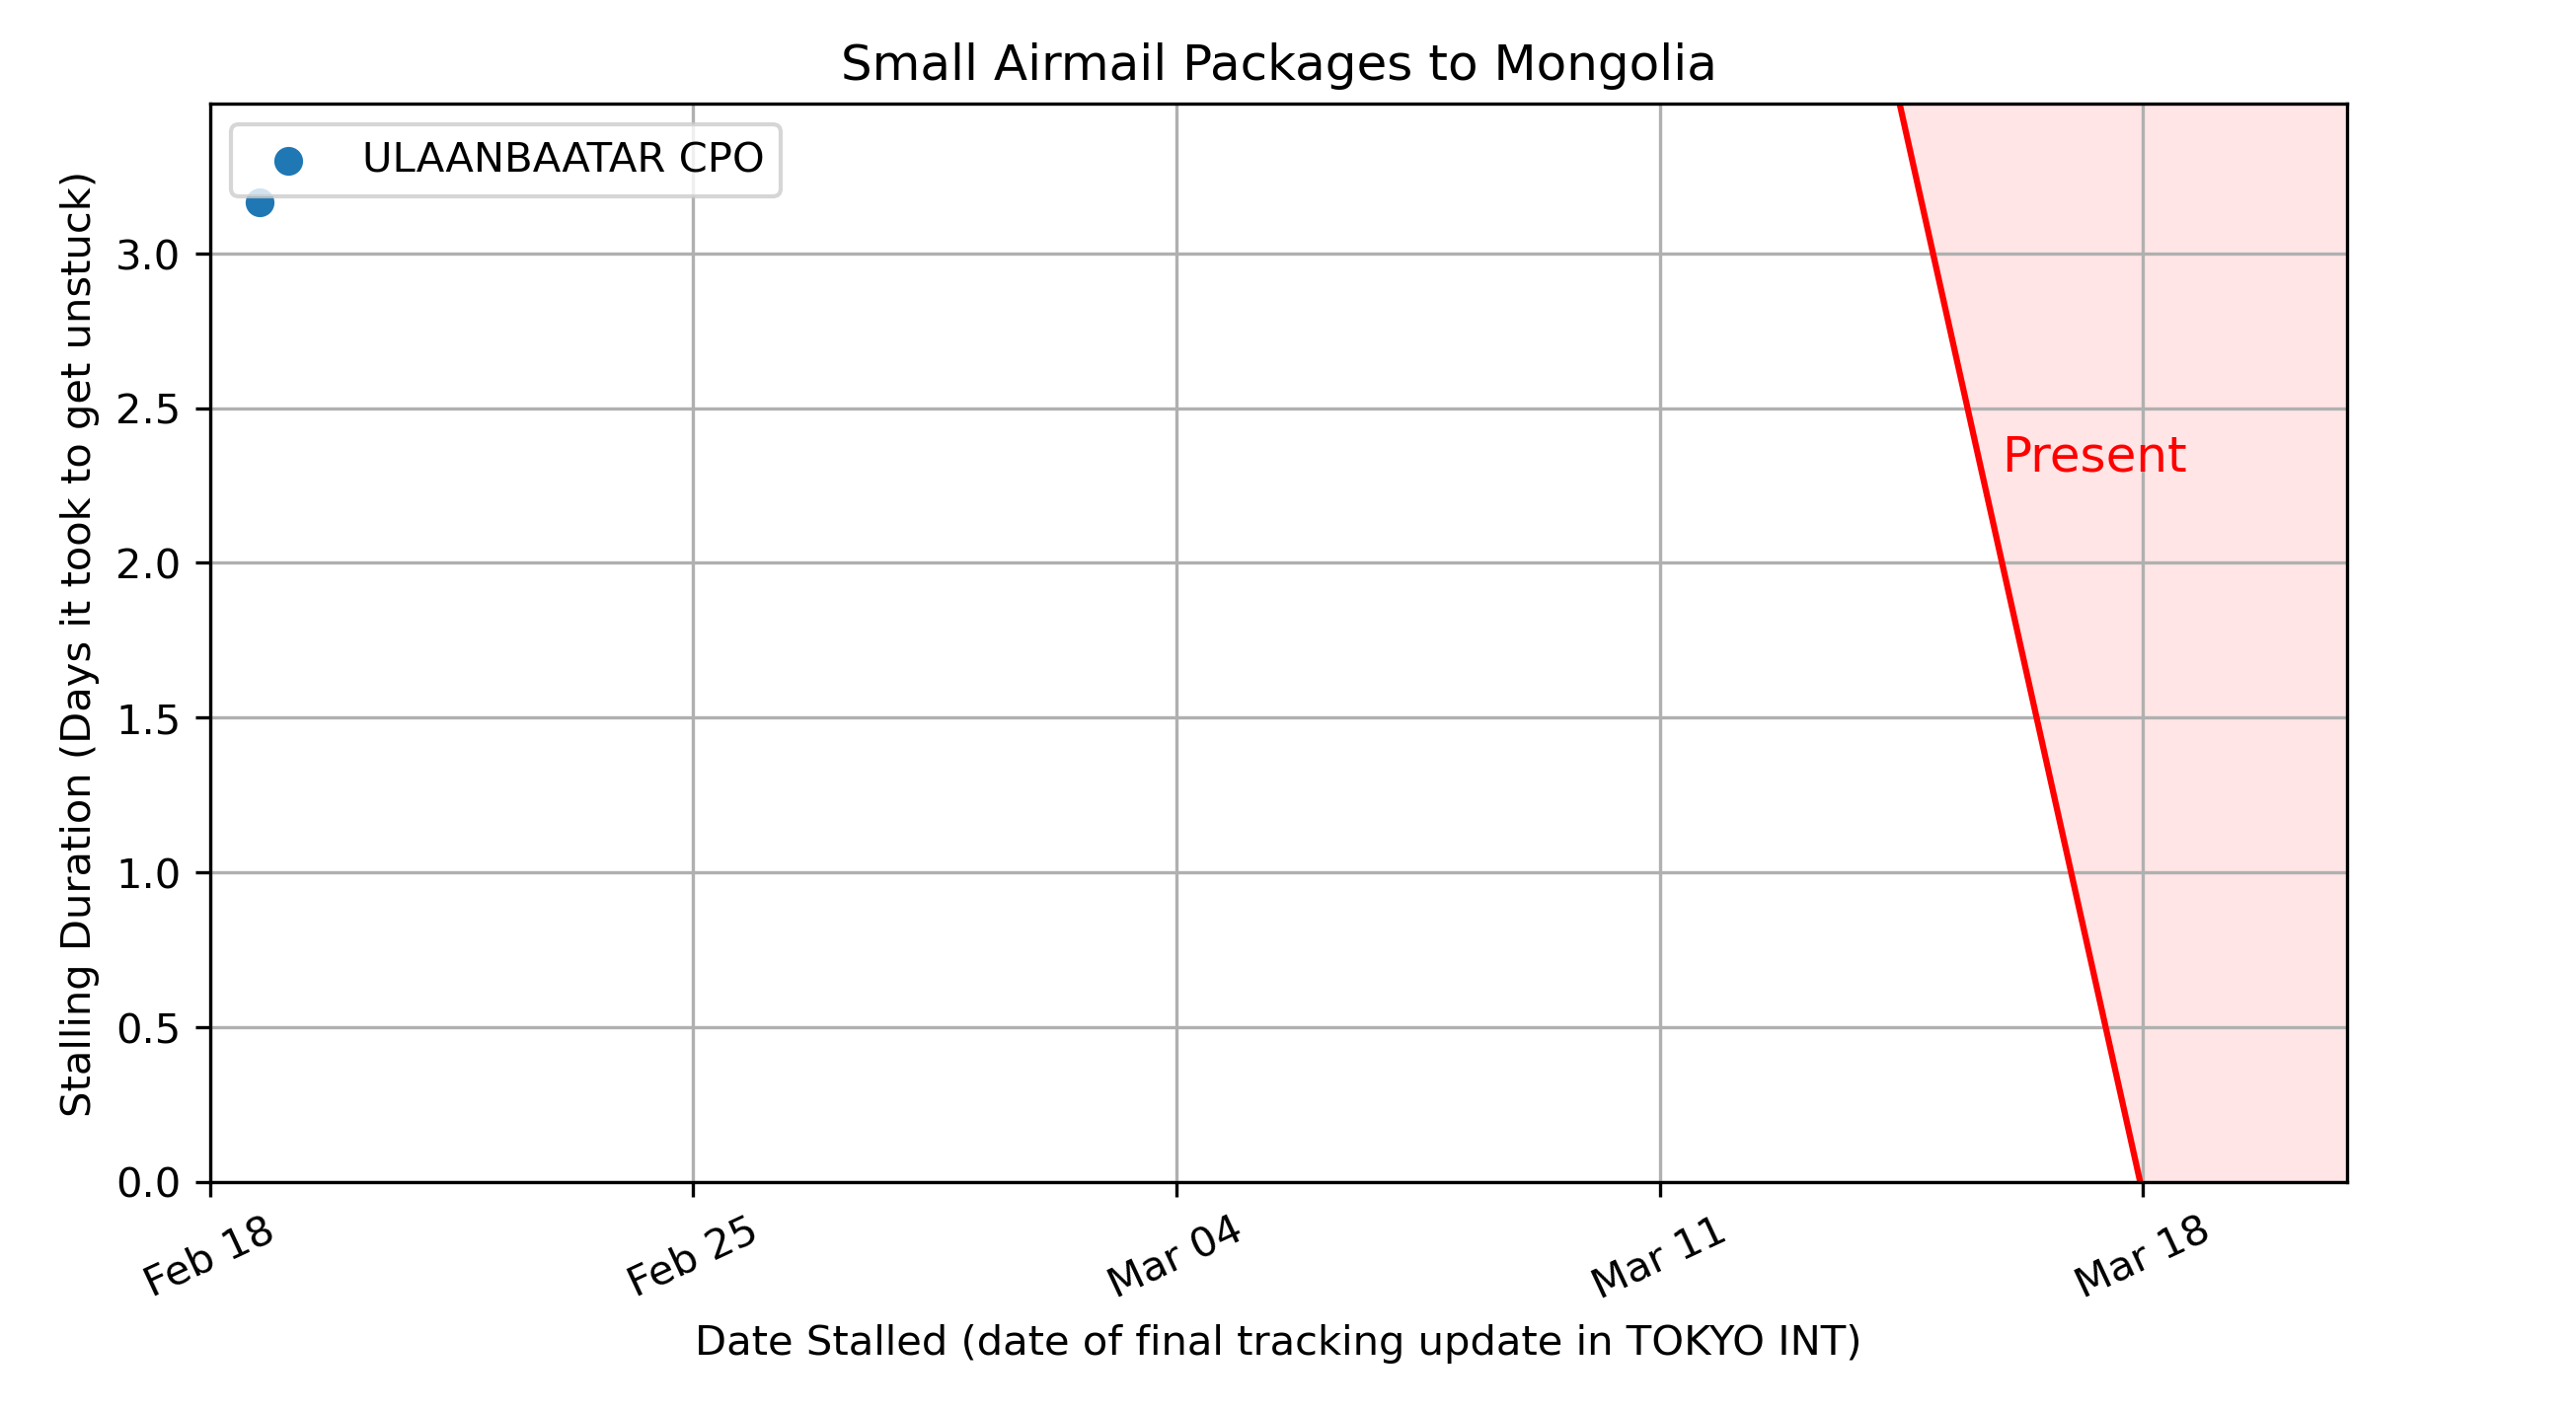 Small Airmail Packages to Mongolia
ULAANBAATAR CPO
Stalling Duration (Days it took to get unstuck)
3.0
2.5
2.0
1.5
1.0
0.5
0.0
Present
Feb 18
Feb 25
Mar 04
Mar 11
Mar 18
Date Stalled (date of final tracking update in TOKYO INT)